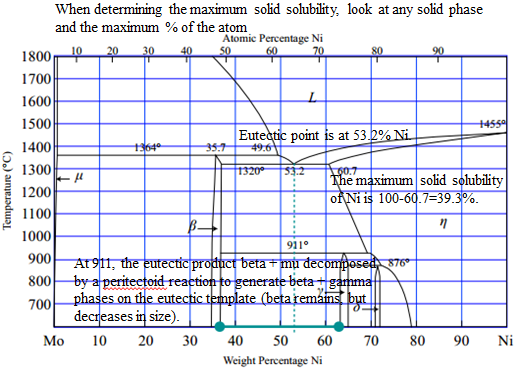 When determining the maximum solid solubility, look at any solid phase
and the maximum % of the atom
Atomic Percentage Ni
10 20 30 40 50 60 70 80 90
1800
1700
1600
L
1500
1455°
Eutectic point is at 53.2% Ni.
1400
1364° 35.7 49.6
1300
1320° 53.2 60.7
The maximum solid solubility
of Ni is 100-60.7=39.3%.
μ
1200
1100
β
η
1000
911°
900
At 911, the eutectic product beta + mu decomposed
876°
by a peritectoid reaction to generate beta + gamma
800
phases on the eutectic template (beta remains, but
γ
700
decreases in size).
δ
Temperature (°C)
Mo 10 20 30 40 50 60 70 80 90 Ni
Weight Percentage Ni